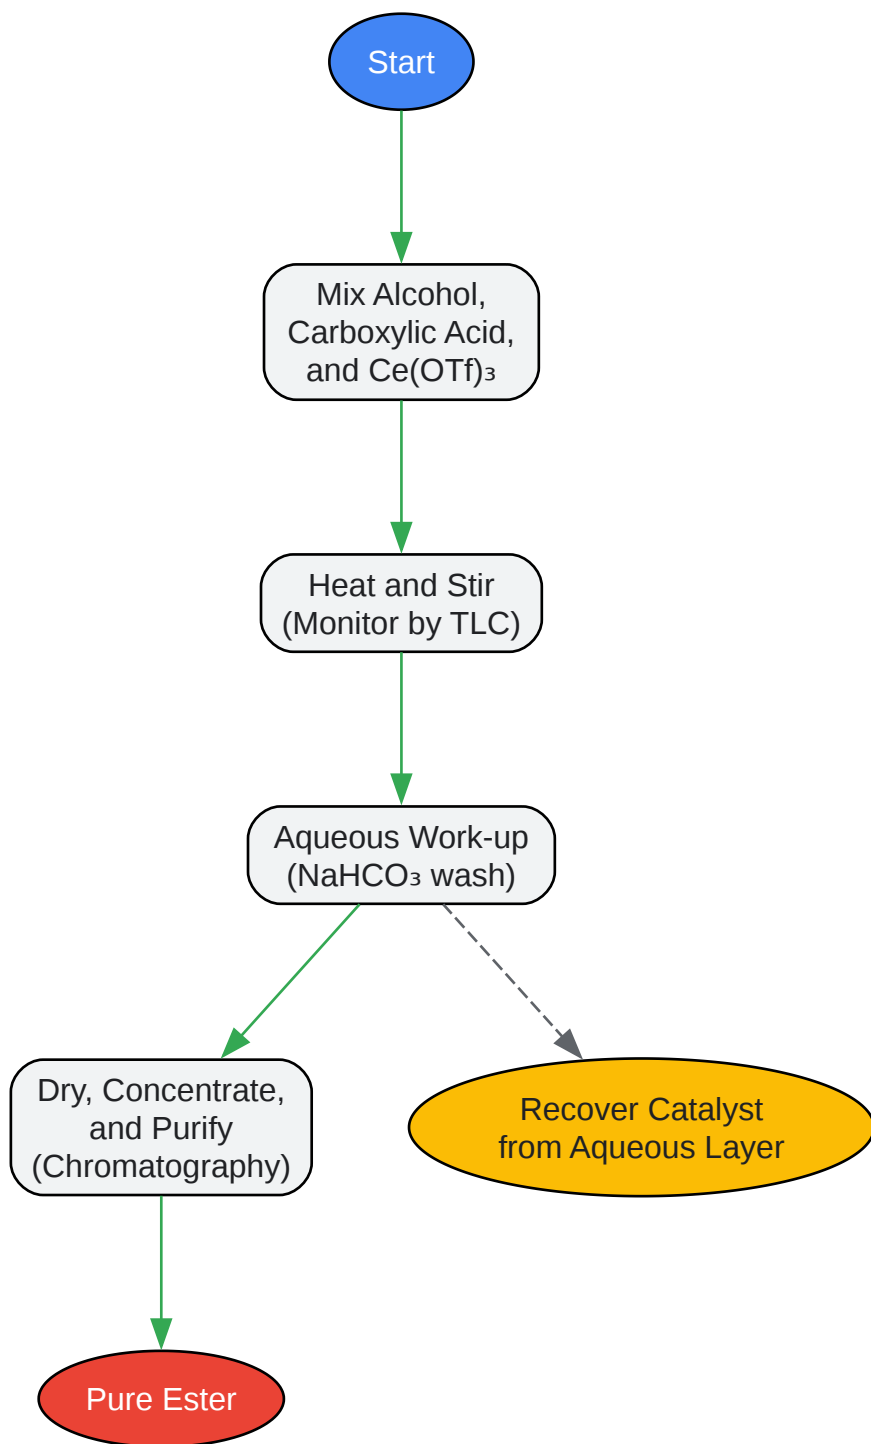 Start
Mix Alcohol,
Carboxylic Acid,
and Ce(OTf)₃
Heat and Stir
(Monitor by TLC)
Aqueous Work-up
(NaHCO₃ wash)
Dry, Concentrate,
and Purify
(Chromatography)
Recover Catalyst
from Aqueous Layer
Pure Ester